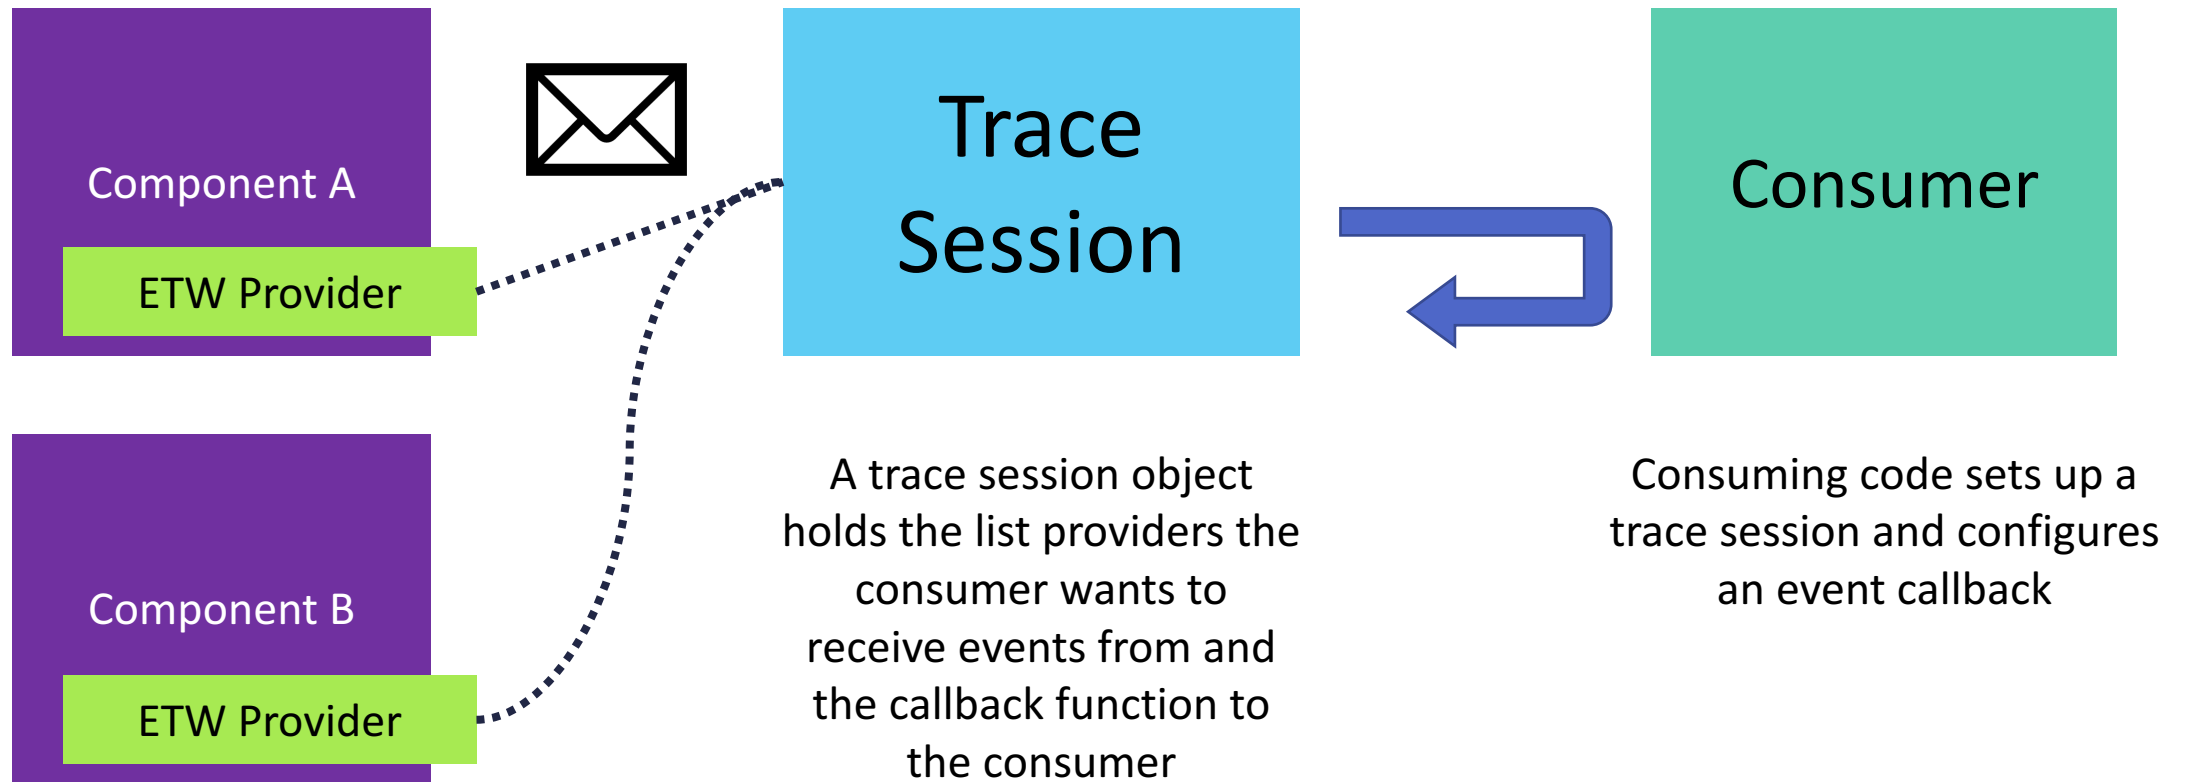 Component A
ETW Provider
Component B
ETW Provider
Trace
Session
A trace session object
holds the list providers the
consumer wants to
receive events from and
the callback function to
the consumer
Consumer
Consuming code sets up a
trace session and configures
an event callback